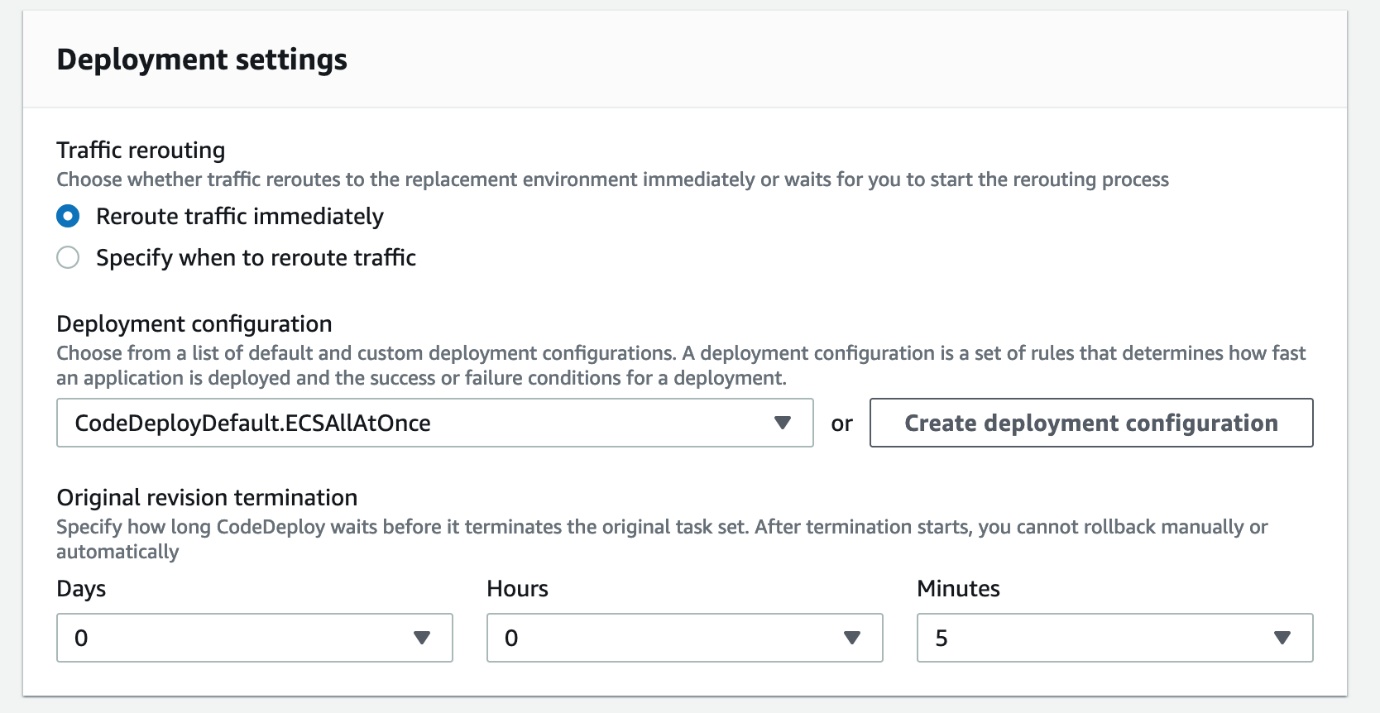 Deployment settings
Traffic rerouting
Choose whether traffic reroutes to the replacement environment immediately or waits for you to start the rerouting process
Reroute traffic immediately
Specify when to reroute traffic
Deployment configuration
Choose from a list of default and custom deployment configurations. A deployment configuration is a set of rules that determines how fast
an application is deployed and the success or failure conditions for a deployment.
CodeDeployDefault.ECSAllAtOnce or Create deployment configuration
Original revision termination
Specify how long CodeDeploy waits before it terminates the original task set. After termination starts, you cannot rollback manually or
automatically
Days Hours Minutes
0 0 5